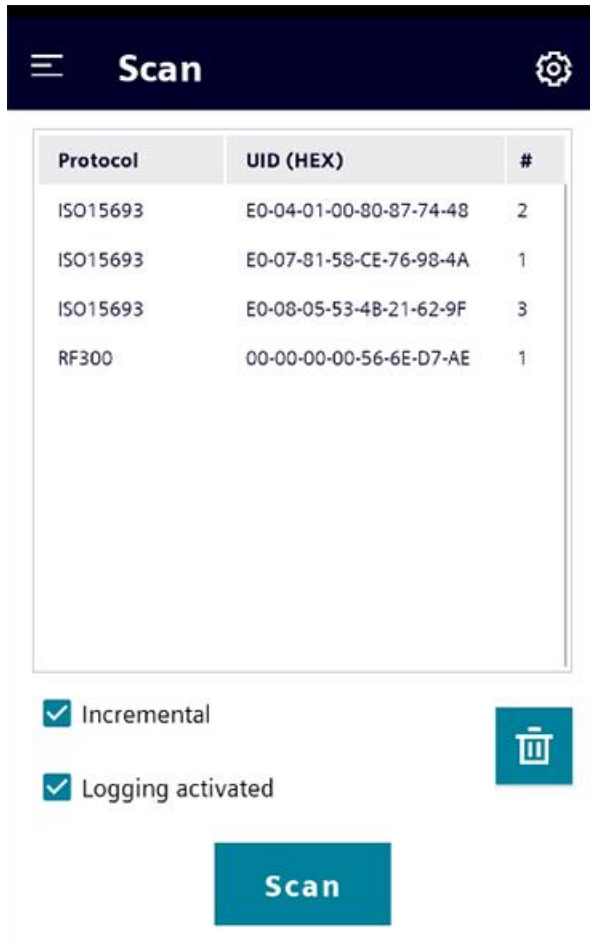 Scan
Protocol UID (HEX) #
ISO15693 E0-04-01-00-80-87-74-48 2
ISO15693 E0-07-81-58-CE-76-98-4A 1
ISO15693 E0-08-05-53-4B-21-62-9F 3
RF300 00-00-00-00-56-6E-D7-AE 1
Incremental
Logging activated
Scan